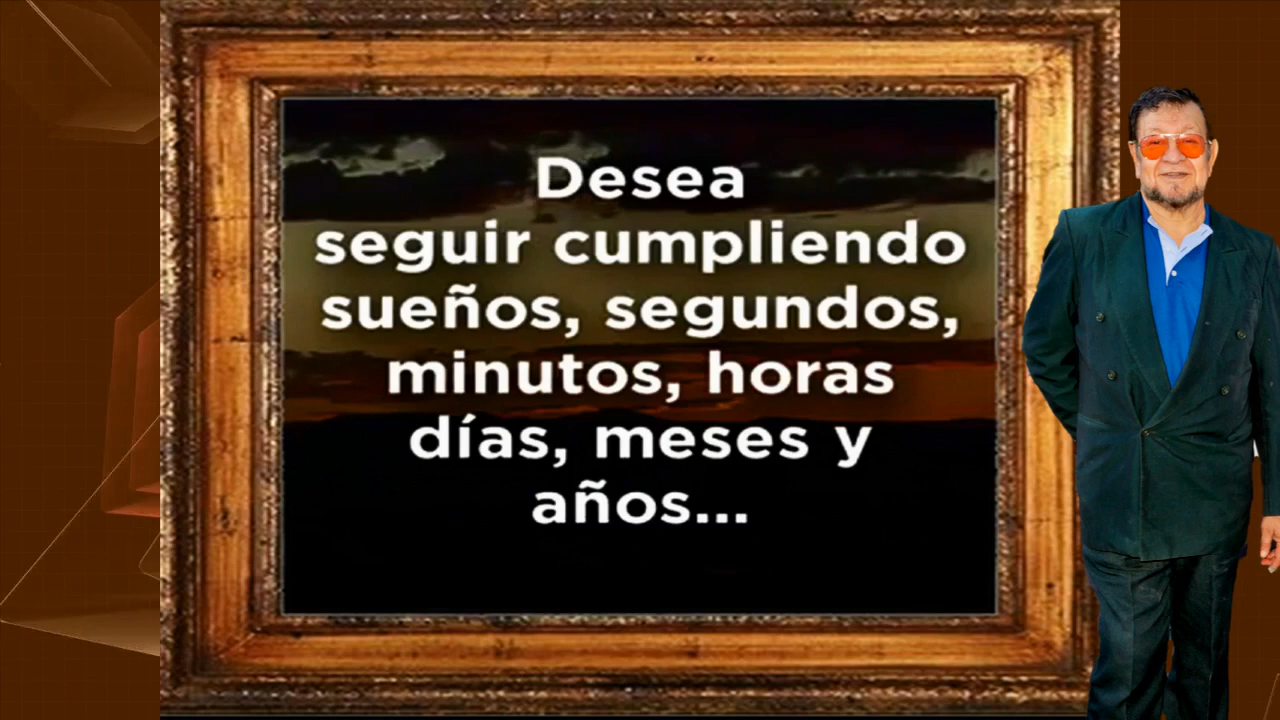 Desea
seguir cumpliendo
sueños, segundos,
minutos, horas
días, meses y
años...